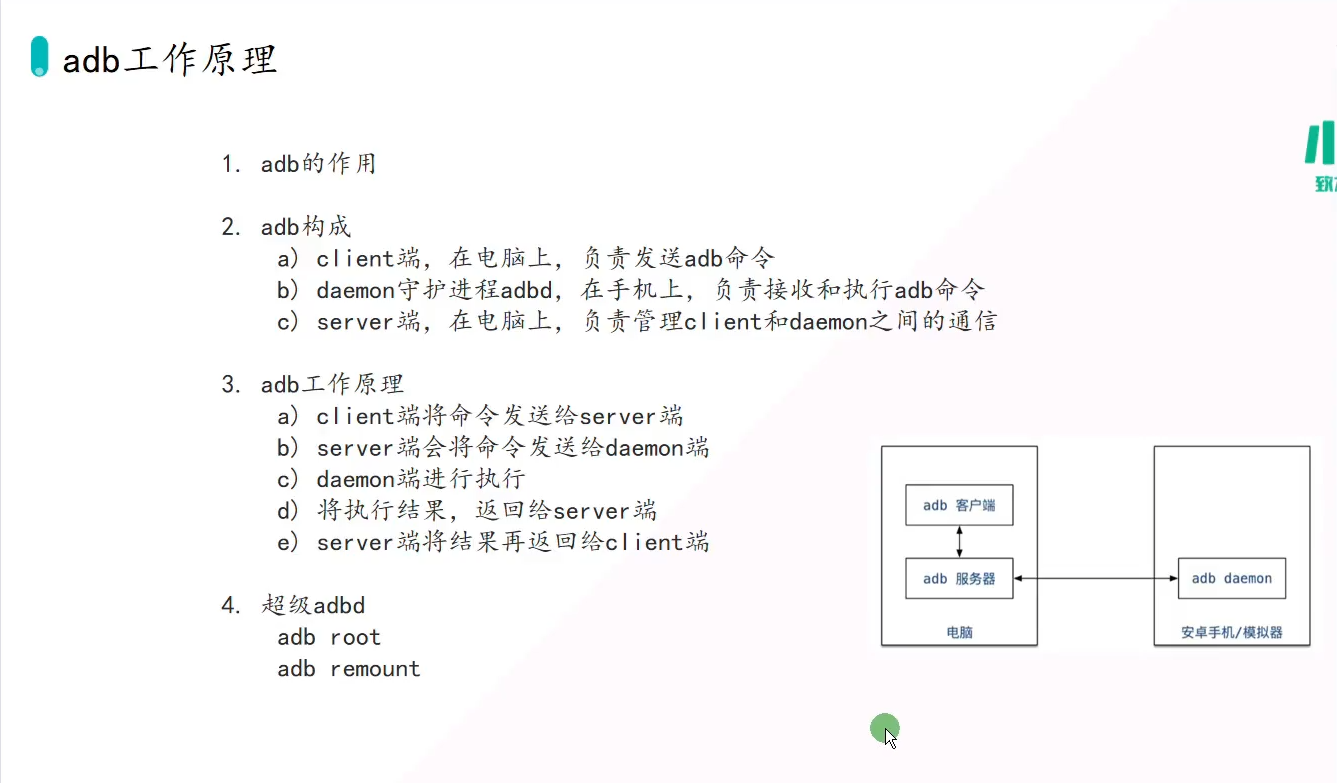 adb工作原理
1. adb的作用
2. adb构成
a) client端，在电脑上，负责发送adb命令
b) daemon守护进程adbd，在手机上，负责接收和执行adb命令
c) server端，在电脑上，负责管理client和daemon之间的通信
3. adb工作原理
a) client端将命令发送给server端
b) server端会将命令发送给daemon端
c) daemon端进行执行
d) 将执行结果，返回给server端
e) server端将结果再返回给client端
4. 超级adbd
adb root
adb remount
adb 客户端
adb 服务器
电脑
adb daemon
安卓手机/模拟器
致